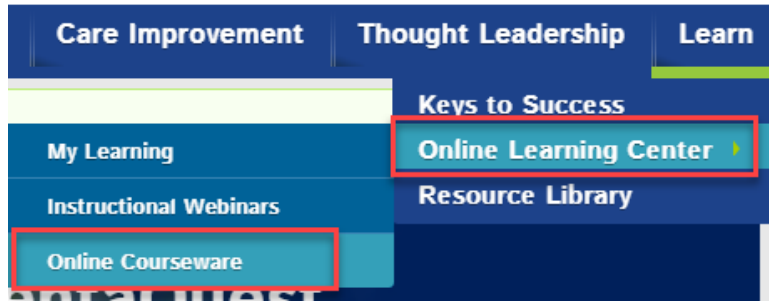 Care Improvement Thought Leadership Learn
Keys to Success
Online Learning Center
Resource Library
My Learning
Instructional Webinars
Online Courseware